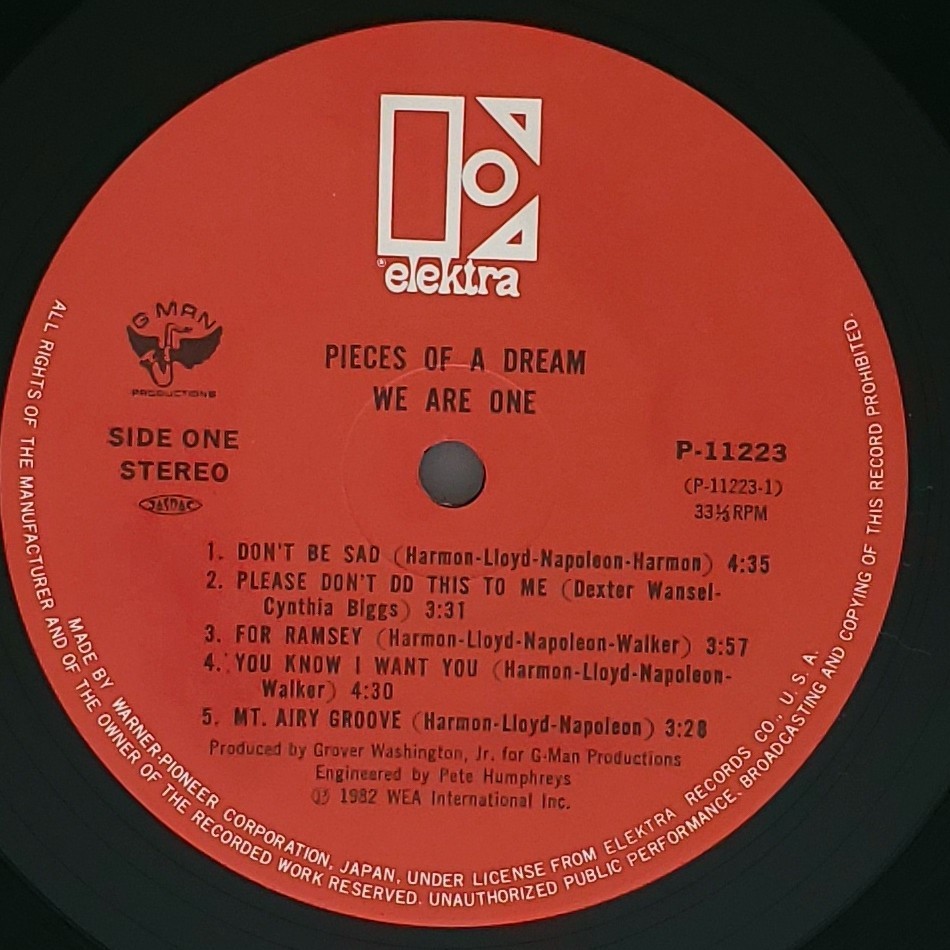 elektra
G MAN
PRODUCTIONS
PIECES OF A DREAM
WE ARE ONE
SIDE ONE
STEREO
JASRAC
P-11223
(P-11223-1)
33⅓ RPM
1. DON'T BE SAD (Harmon-Lloyd-Napoleon-Harmon) 4:35
2. PLEASE DON'T DO THIS TO ME (Dexter Wansel-
Cynthia Biggs) 3:31
3. FOR RAMSEY (Harmon-Lloyd-Napoleon-Walker) 3:57
4. YOU KNOW I WANT YOU (Harmon-Lloyd-Napoleon-
Walker) 4:30
5. MT. AIRY GROOVE (Harmon-Lloyd-Napoleon) 3:28
Produced by Grover Washington, Jr. for G-Man Productions
Engineered by Pete Humphreys
℗ 1982 WEA International Inc.
MADE BY WARNER-PIONEER CORPORATION, JAPAN, UNDER LICENSE FROM ELEKTRA RECORDS CO., U. S. A.
ALL RIGHTS OF THE MANUFACTURER AND OF THE OWNER OF THE RECORDED WORK RESERVED. UNAUTHORIZED PUBLIC PERFORMANCE, BROADCASTING AND COPYING OF THIS RECORD PROHIBITED.